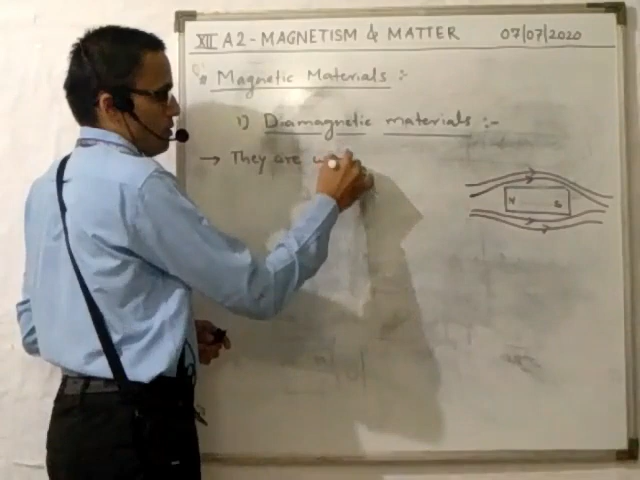 XII A2 - MAGNETISM & MATTER 07/07/2020
* Magnetic Materials :-
1) Diamagnetic materials :-
→ They are w
N S